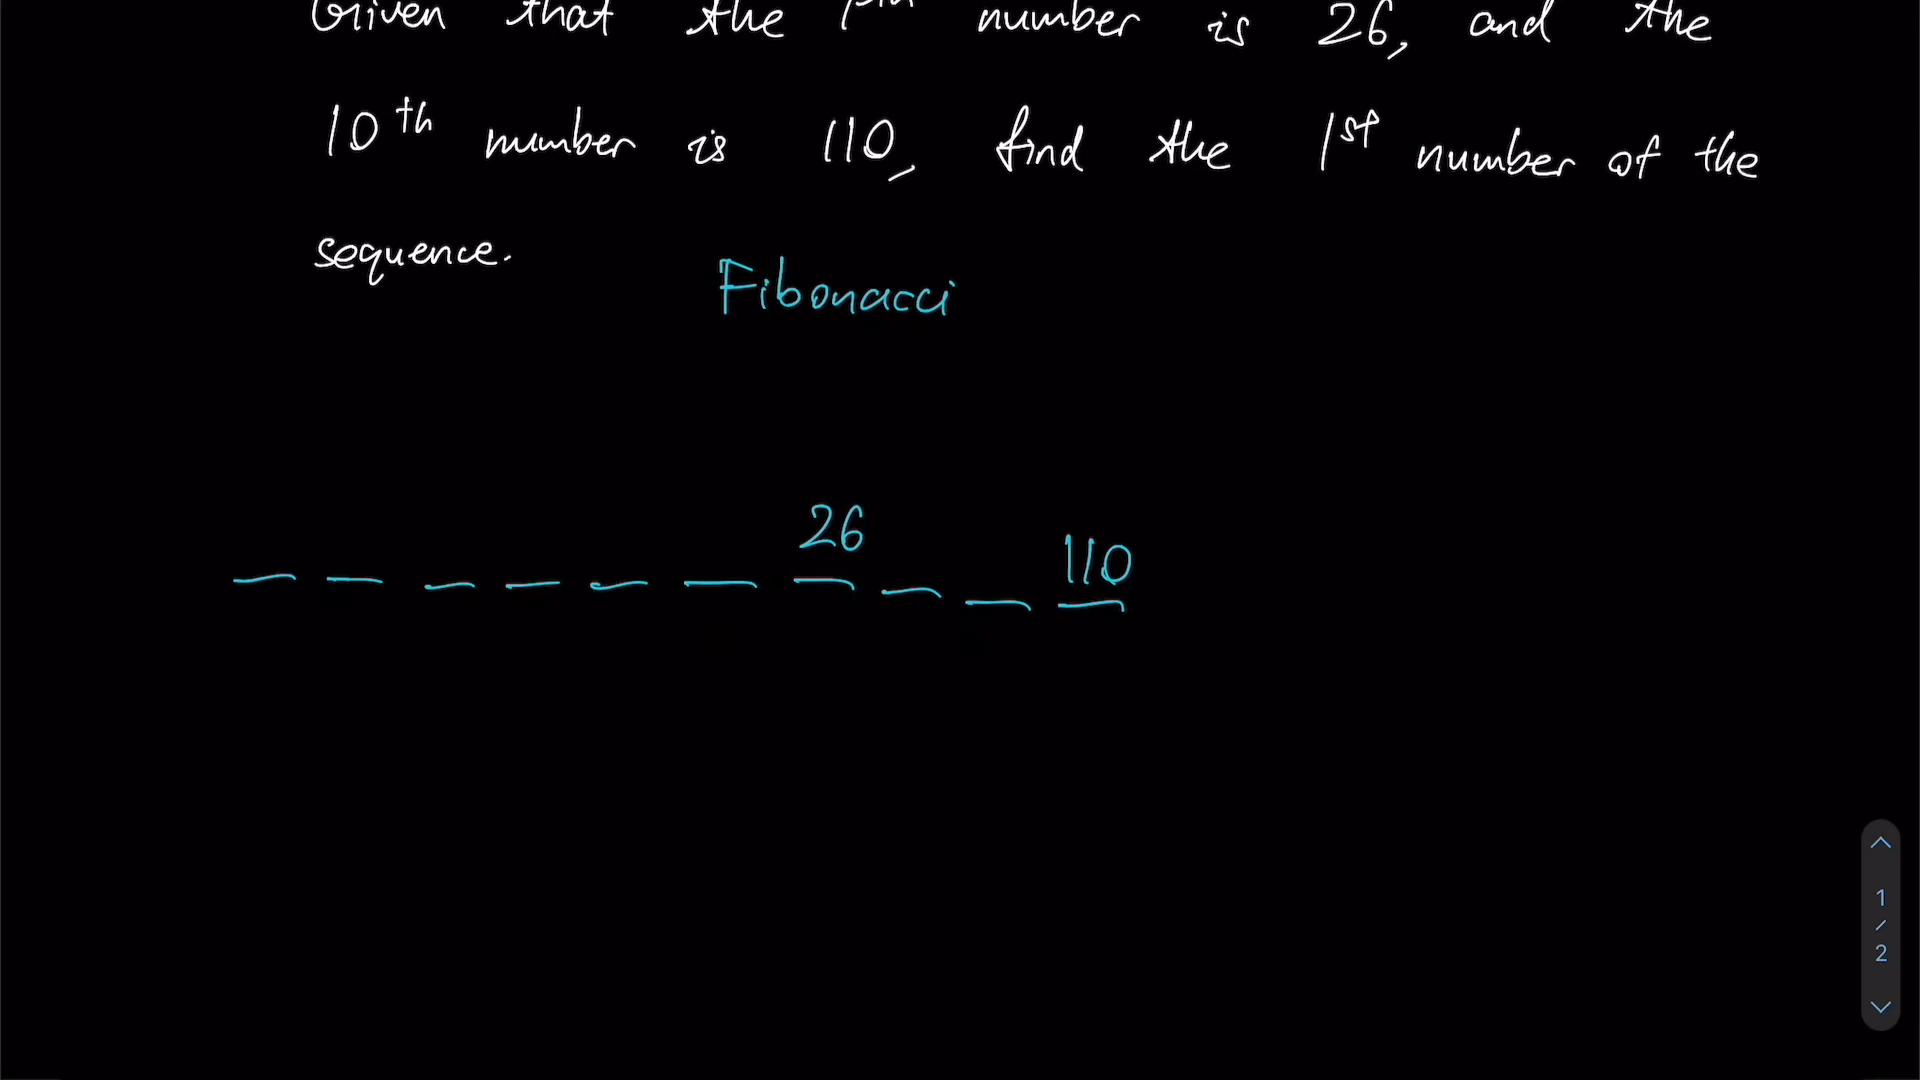 Given that the number is 26, and the
10th number is 110, find the 1st number of the
sequence.
Fibonacci
26
110
1
/
2